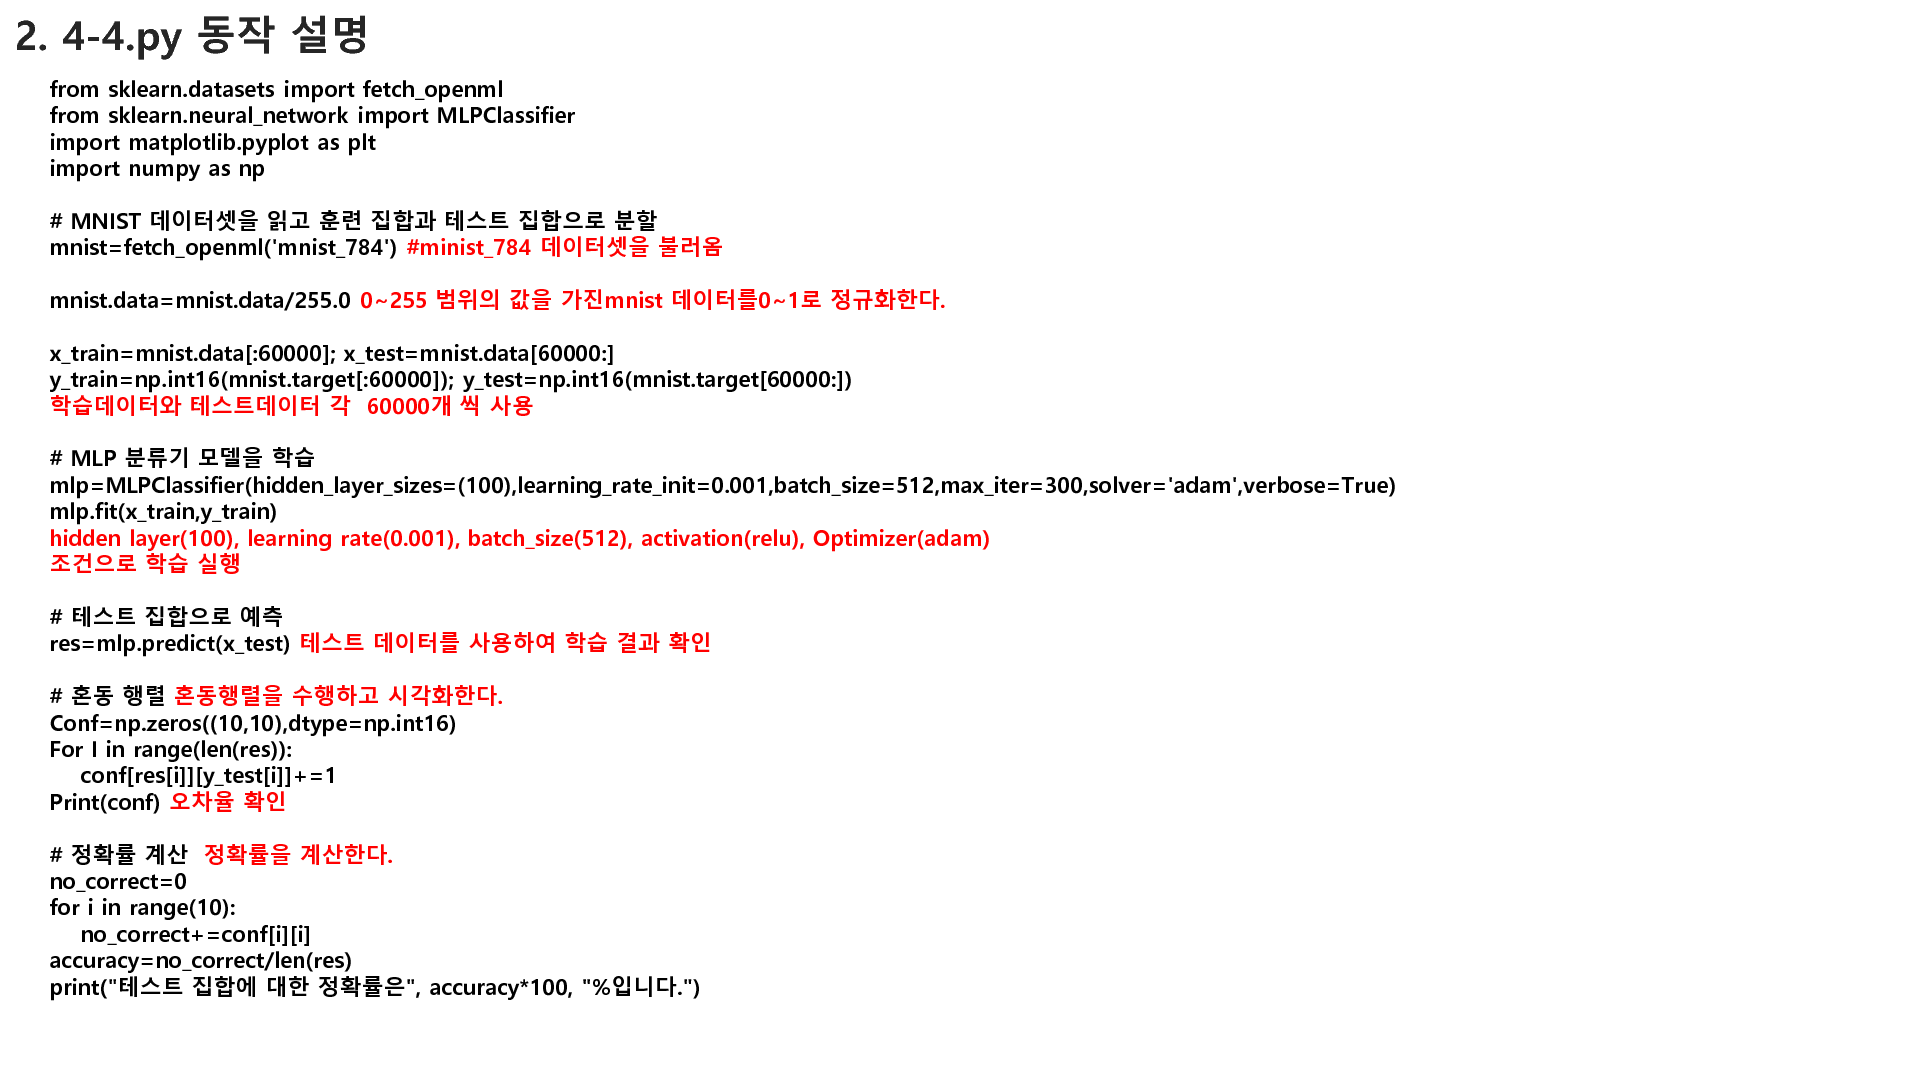 2. 4-4.py 동작 설명
from sklearn.datasets import fetch_openml
from sklearn.neural_network import MLPClassifier
import matplotlib.pyplot as plt
import numpy as np
# MNIST 데이터셋을 읽고 훈련 집합과 테스트 집합으로 분할
mnist=fetch_openml('mnist_784') #minist_784 데이터셋을 불러옴
mnist.data=mnist.data/255.0 0~255 범위의 값을 가진mnist 데이터를0~1로 정규화한다.
x_train=mnist.data[:60000]; x_test=mnist.data[60000:]
y_train=np.int16(mnist.target[:60000]); y_test=np.int16(mnist.target[60000:])
학습데이터와 테스트데이터 각  60000개 씩 사용
# MLP 분류기 모델을 학습
mlp=MLPClassifier(hidden_layer_sizes=(100),learning_rate_init=0.001,batch_size=512,max_iter=300,solver='adam',verbose=True)
mlp.fit(x_train,y_train)
hidden layer(100), learning rate(0.001), batch_size(512), activation(relu), Optimizer(adam)
조건으로 학습 실행
# 테스트 집합으로 예측
res=mlp.predict(x_test) 테스트 데이터를 사용하여 학습 결과 확인
# 혼동 행렬 혼동행렬을 수행하고 시각화한다.
Conf=np.zeros((10,10),dtype=np.int16)
For I in range(len(res)):
conf[res[i]][y_test[i]]+=1
Print(conf) 오차율 확인
# 정확률 계산  정확률을 계산한다.
no_correct=0
for i in range(10):
no_correct+=conf[i][i]
accuracy=no_correct/len(res)
print("테스트 집합에 대한 정확률은", accuracy*100, "%입니다.")